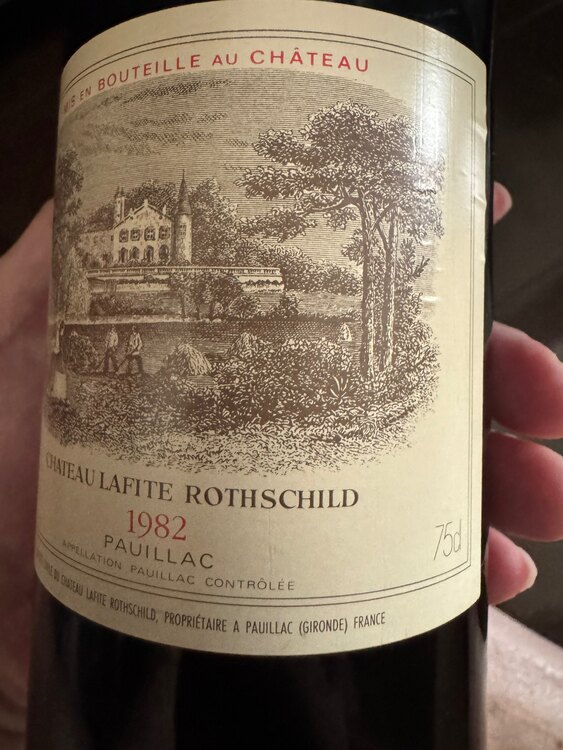 MIS EN BOUTEILLE AU CHÂTEAU
CHATEAU LAFITE ROTHSCHILD
1982
PAUILLAC
75cl
APPELLATION PAUILLAC CONTRÔLÉE
DU CHATEAU LAFITE ROTHSCHILD, PROPRIÉTAIRE A PAUILLAC (GIRONDE) FRANCE